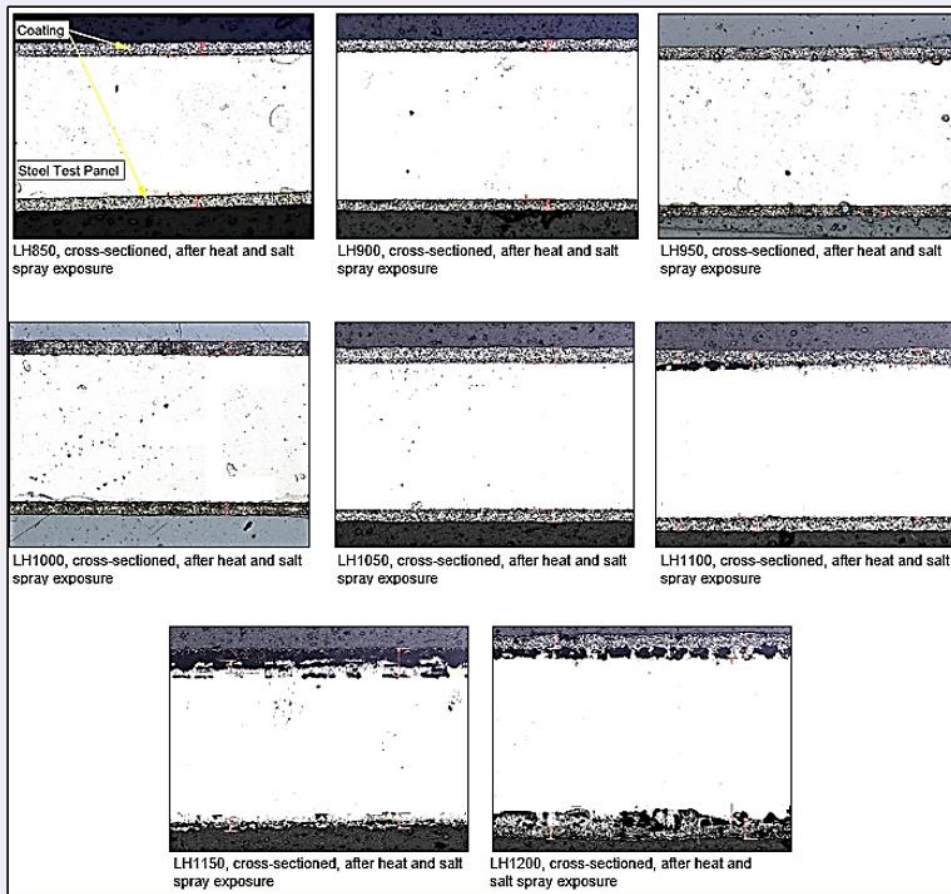 Coating
Steel Test Panel
LH850, cross-sectioned, after heat and salt
spray exposure
LH900, cross-sectioned, after heat and salt
spray exposure
LH950, cross-sectioned, after heat and salt
spray exposure
LH1000, cross-sectioned, after heat and salt
spray exposure
LH1050, cross-sectioned, after heat and salt
spray exposure
LH1100, cross-sectioned, after heat and salt
spray exposure
LH1150, cross-sectioned, after heat and salt
spray exposure
LH1200, cross-sectioned, after heat and
salt spray exposure